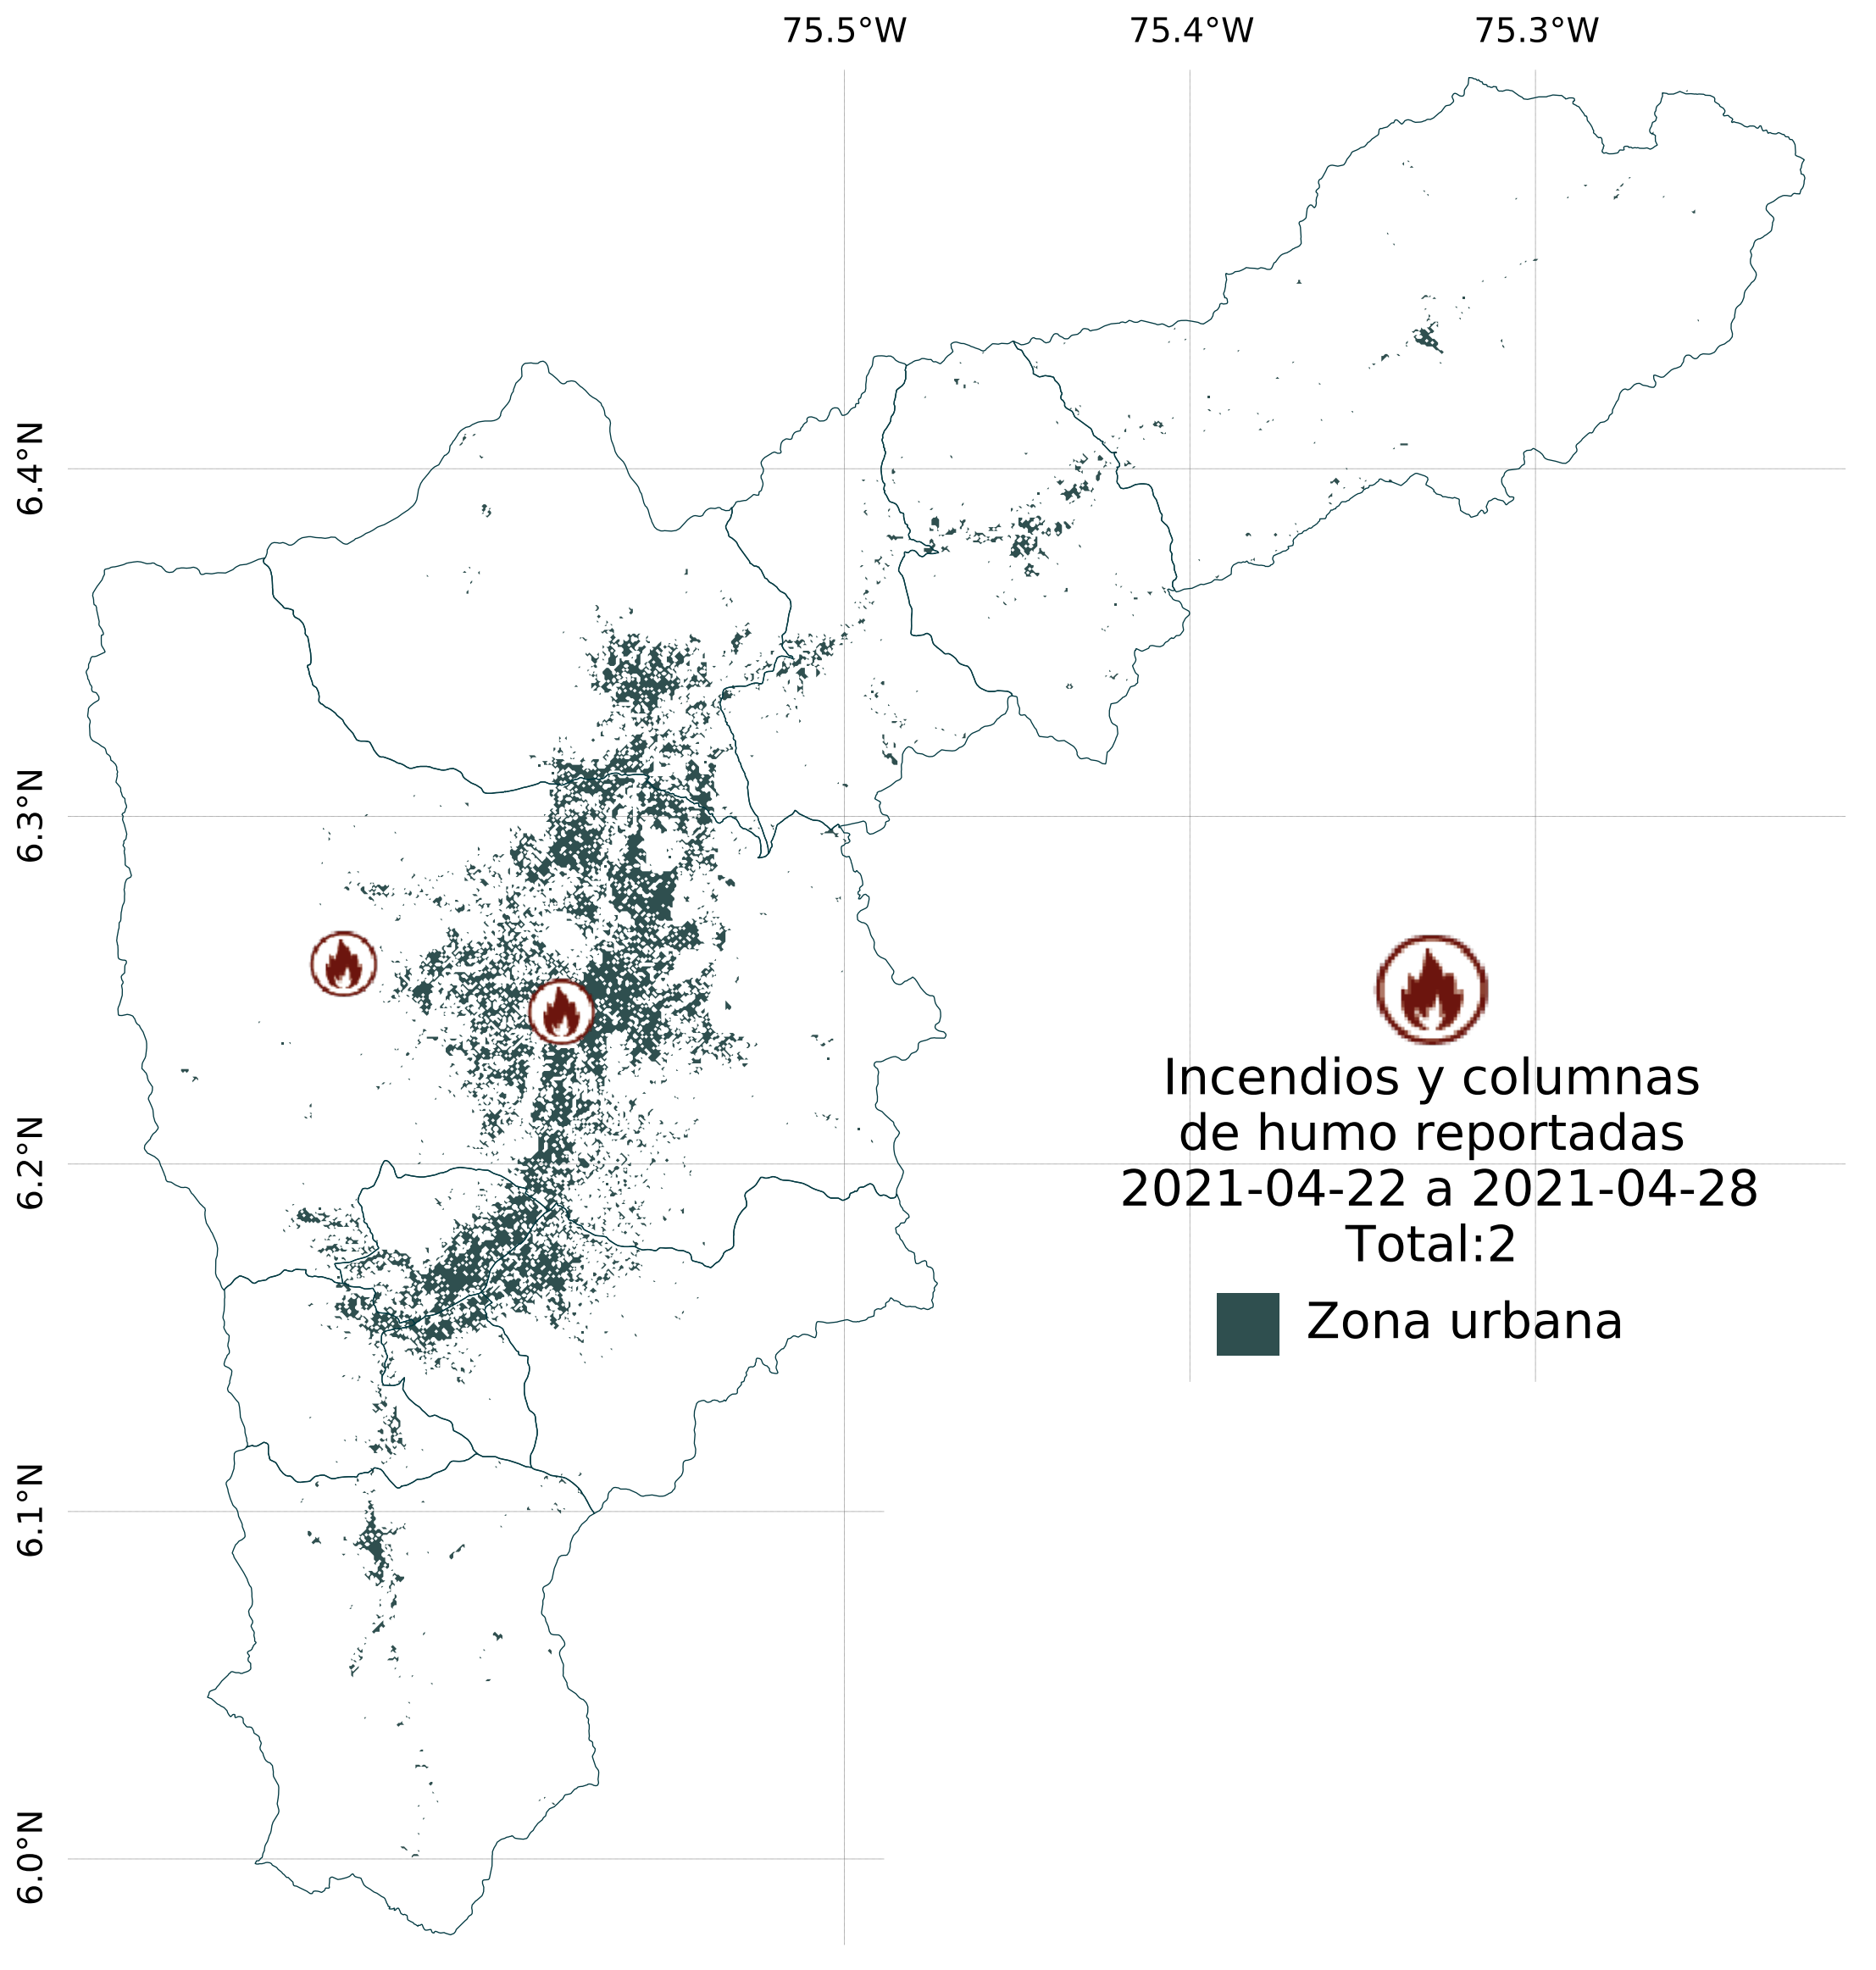 75.5°W 75.4°W 75.3°W
6.4°N
6.3°N
6.2°N
6.1°N
6.0°N
Incendios y columnas
de humo reportadas
2021-04-22 a 2021-04-28
Total:2
Zona urbana